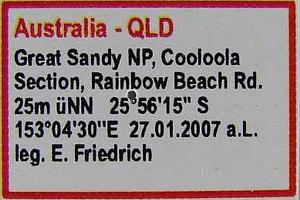 Australia - QLD
Great Sandy NP, Cooloola
Section, Rainbow Beach Rd.
25m üNN 25°56'15" S
153°04'30"E 27.01.2007 a.L.
leg. E. Friedrich